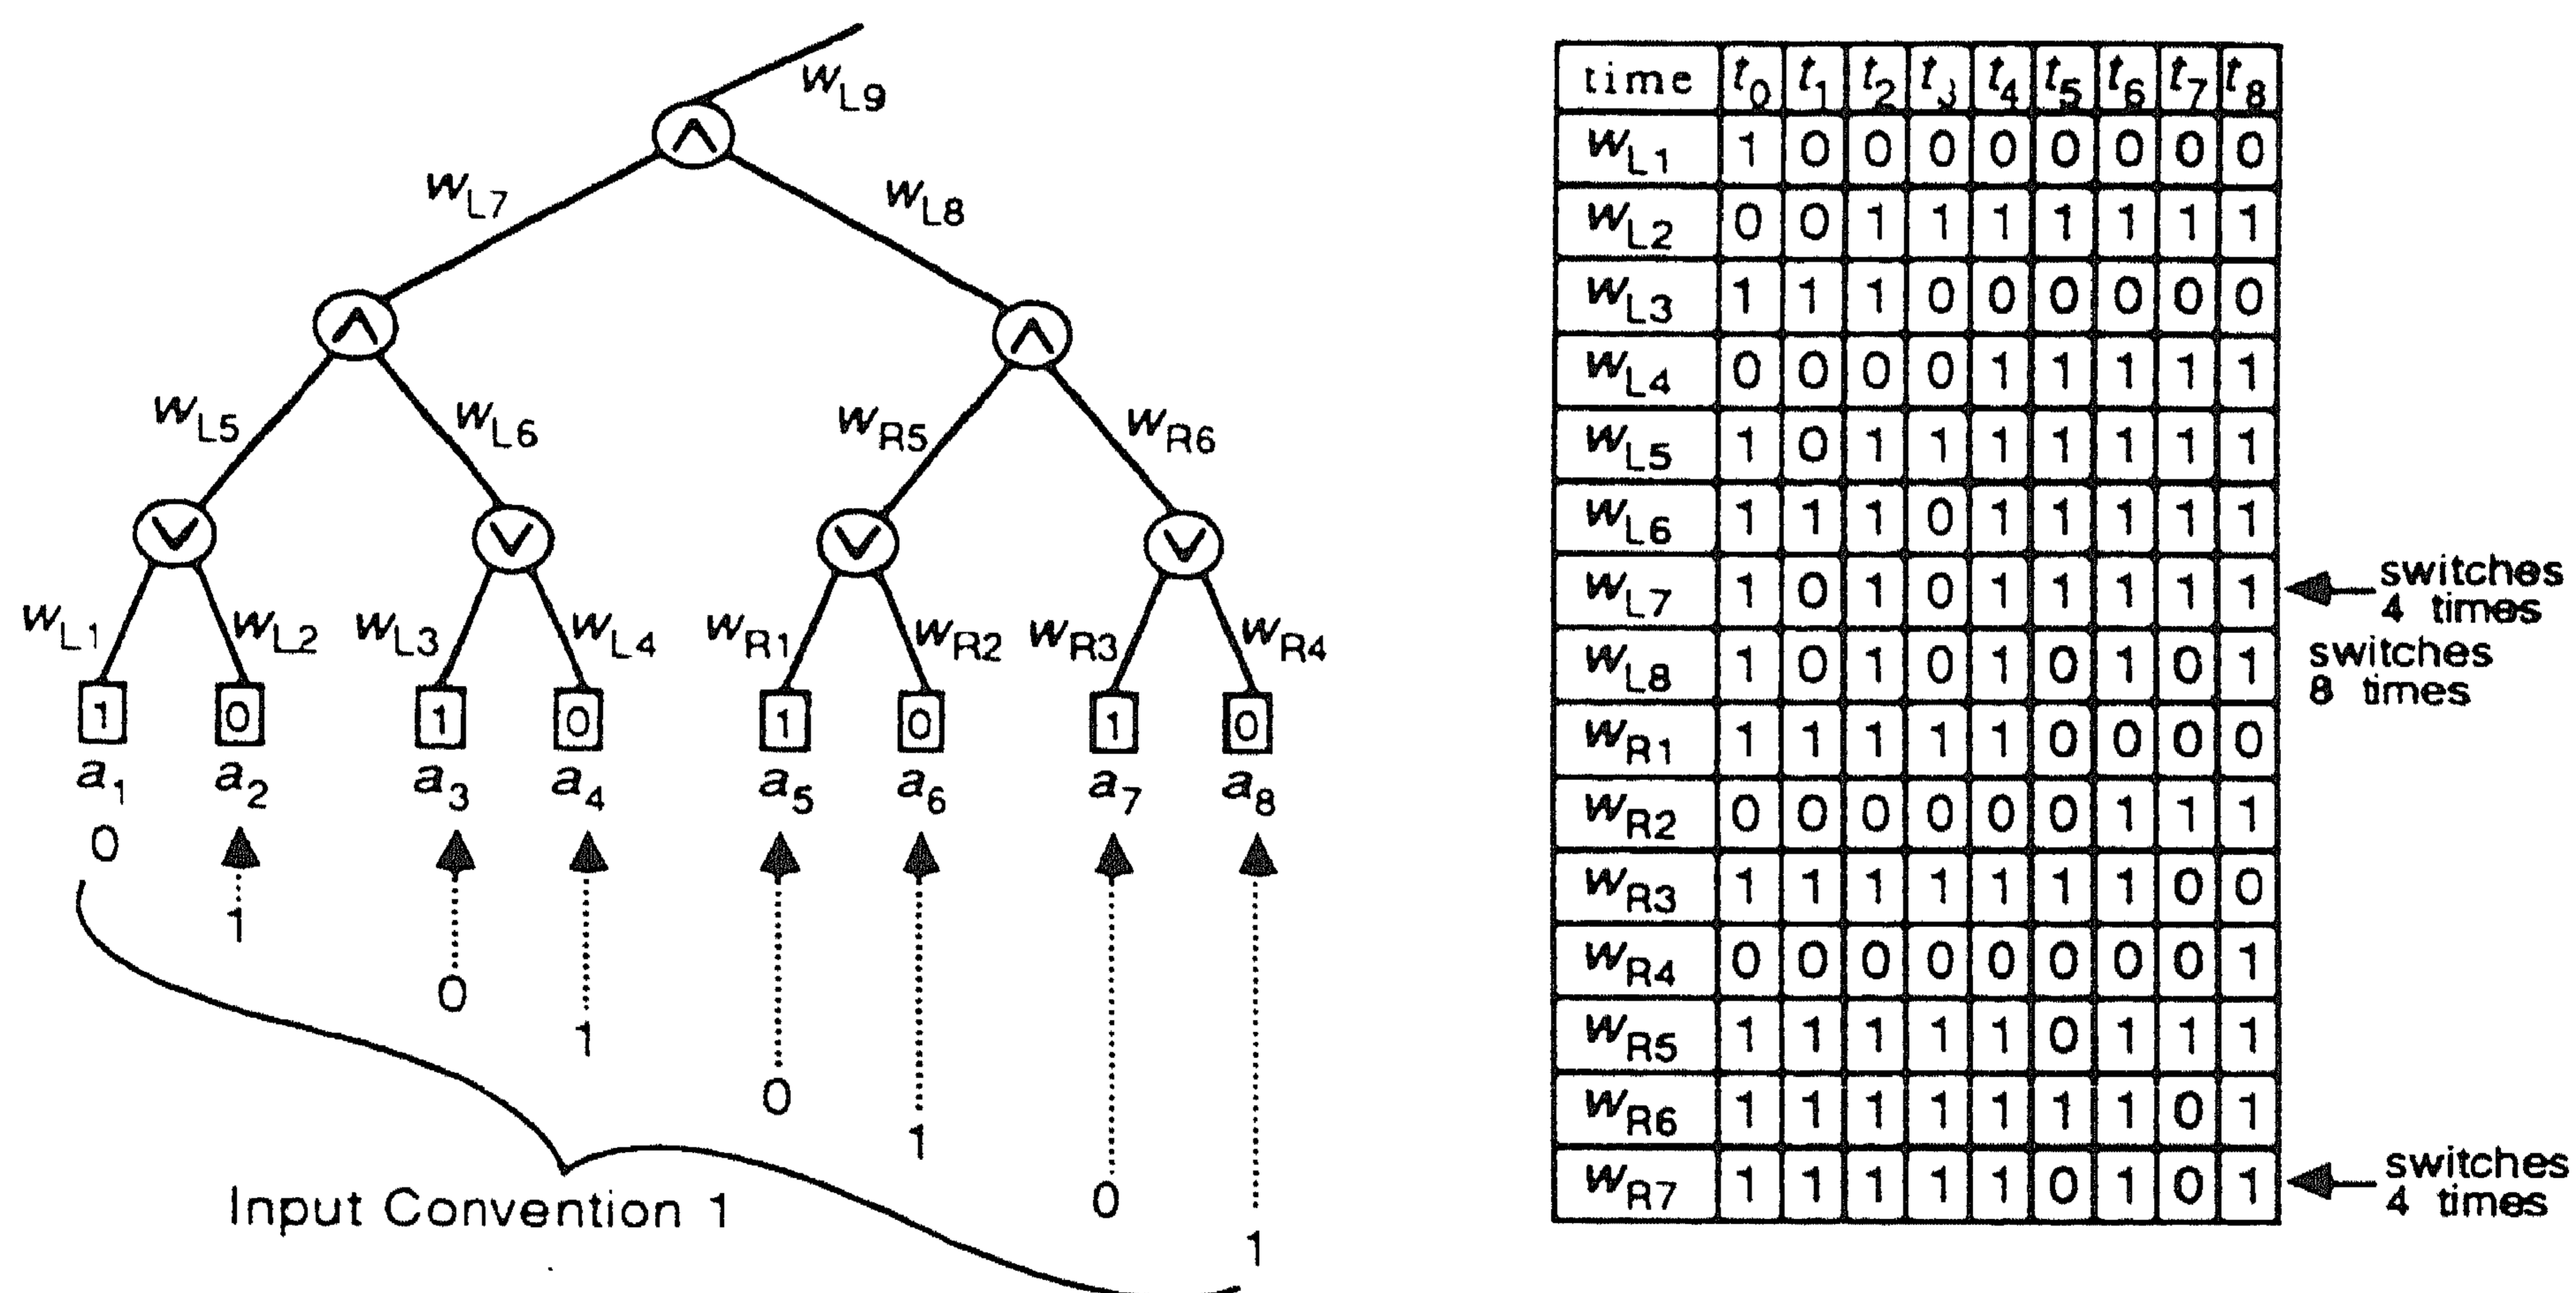 w_L9
∧
w_L7 w_L8
∧ ∧
w_L5 w_L6 w_R5 w_R6
∨ ∨ ∨ ∨
w_L1 w_L2 w_L3 w_L4 w_R1 w_R2 w_R3 w_R4
1 0 1 0 1 0 1 0
a_1 a_2 a_3 a_4 a_5 a_6 a_7 a_8
0
1
0
1
0
1
0
1
Input Convention 1
time t_0 t_1 t_2 t_3 t_4 t_5 t_6 t_7 t_8
w_L1 1 0 0 0 0 0 0 0 0
w_L2 0 0 1 1 1 1 1 1 1
w_L3 1 1 1 0 0 0 0 0 0
w_L4 0 0 0 0 1 1 1 1 1
w_L5 1 0 1 1 1 1 1 1 1
w_L6 1 1 1 0 1 1 1 1 1
w_L7 1 0 1 0 1 1 1 1 1
switches
4 times
w_L8 1 0 1 0 1 0 1 0 1
switches
8 times
w_R1 1 1 1 1 1 0 0 0 0
w_R2 0 0 0 0 0 0 1 1 1
w_R3 1 1 1 1 1 1 1 0 0
w_R4 0 0 0 0 0 0 0 0 1
w_R5 1 1 1 1 1 0 1 1 1
w_R6 1 1 1 1 1 1 1 0 1
w_R7 1 1 1 1 1 0 1 0 1
switches
4 times